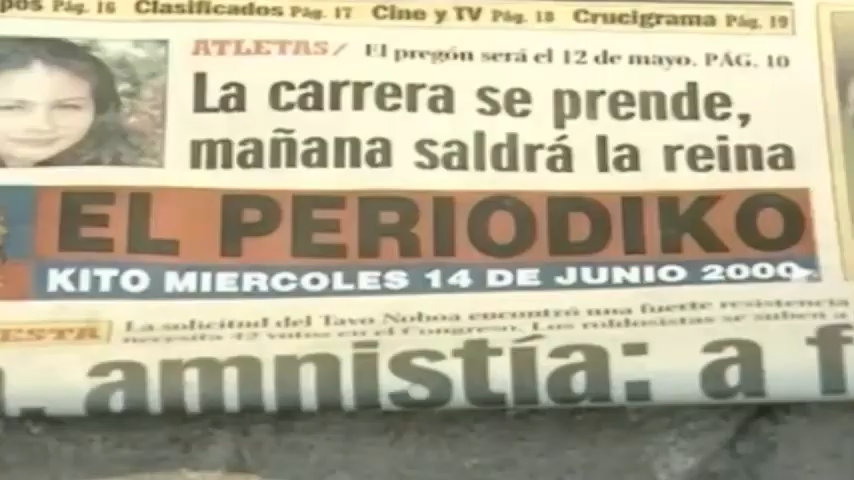 pos Pág. 16 Clasificados Pág. 17 Cine y TV Pág. 18 Crucigrama Pág. 19
ATLETAS/ El pregón será el 12 de mayo. PÁG. 10
La carrera se prende,
mañana saldrá la reina
EL PERIODIKO
KITO MIERCOLES 14 DE JUNIO 2000
ESTA La solicitud del Tavo Noboa encontró una fuerte resistencia
necesita 42 votos en el Congreso. Los roldosistas se suben a
amnistía: a f